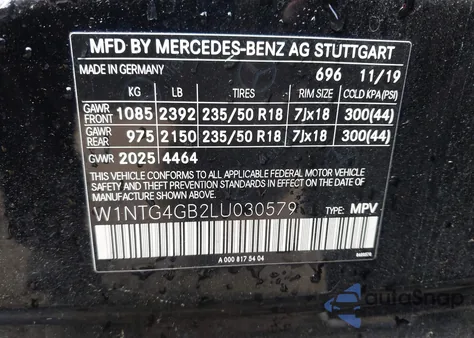 MFD BY MERCEDES-BENZ AG STUTTGART
MADE IN GERMANY 696 11/19
KG LB TIRES RIM SIZE COLD KPA(PSI)
GAWR FRONT 1085 2392 235/50 R18 7jx18 300(44)
GAWR REAR 975 2150 235/50 R18 7jx18 300(44)
GVWR 2025 4464
THIS VEHICLE CONFORMS TO ALL APPLICABLE FEDERAL MOTOR VEHICLE
SAFETY STANDARDS IN EFFECT ON THE DATE OF MANUFACTURE SHOWN ABOVE.
W1NTG4GB2LU030579 TYPE: MPV
A 000 817 54 04
autoSnap